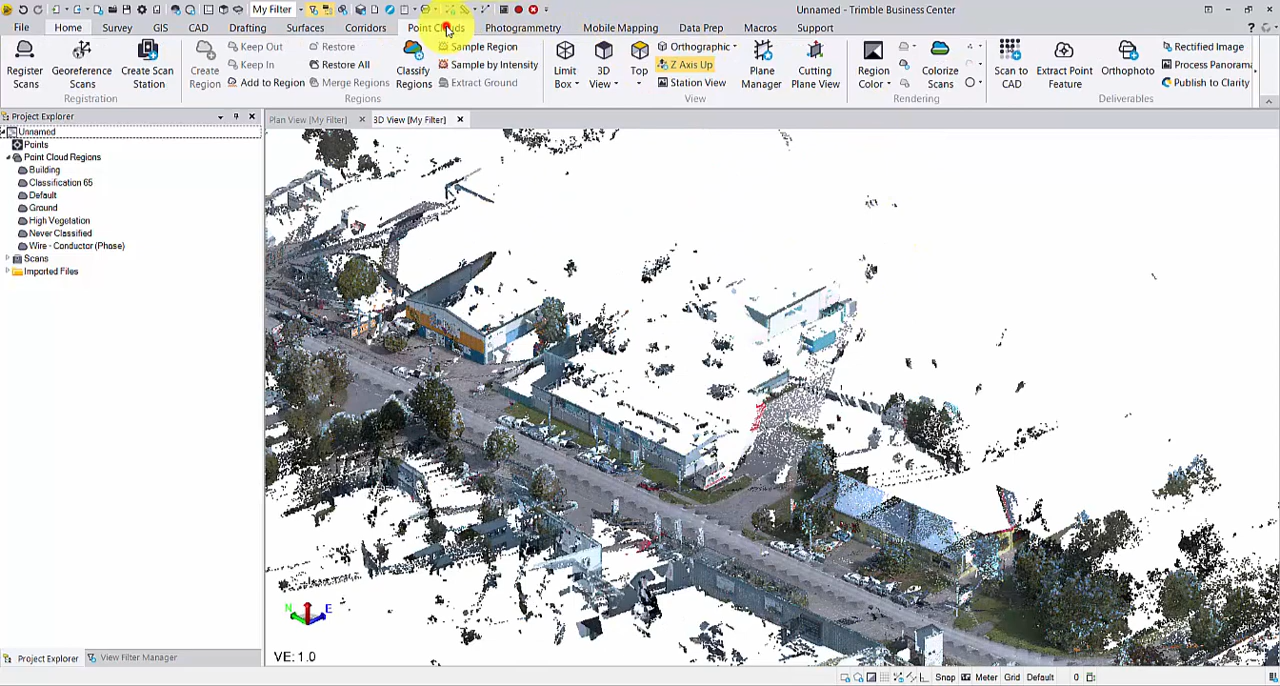 My Filter
Unnamed - Trimble Business Center
File Home Survey GIS CAD Drafting Surfaces Corridors Point Clouds Photogrammetry Mobile Mapping Data Prep Macros Support
Register Scans
Georeference Scans
Create Scan Station
Registration
Create Region
Keep Out
Keep In
Add to Region
Restore
Restore All
Merge Regions
Classify Regions
Sample Region
Sample by Intensity
Extract Ground
Regions
Limit Box
3D View
Top
Orthographic
Z Axis Up
Station View
Plane Manager
Cutting Plane View
View
Region Color
Colorize Scans
Rendering
Scan to CAD
Extract Point Feature
Orthophoto
Rectified Image
Process Panorama
Publish to Clarity
Deliverables
Project Explorer
Plan View [My Filter]
3D View [My Filter]
Unnamed
Points
Point Cloud Regions
Building
Classification 65
Default
Ground
High Vegetation
Never Classified
Wire - Conductor (Phase)
Scans
Imported Files
N E
VE: 1.0
Project Explorer
View Filter Manager
Snap Meter Grid Default 0